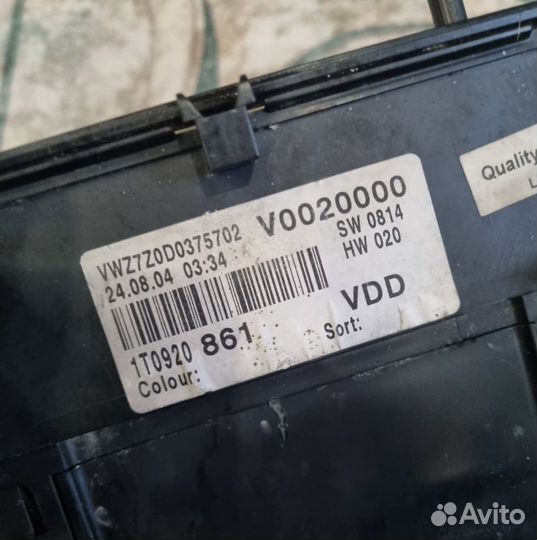 VWZ7Z0D0375702 V0020000
24.08.04 03:34 SW 0814
HW 020
VDD
1T0920 861 Sort:
Colour:
Quality
L
Avito